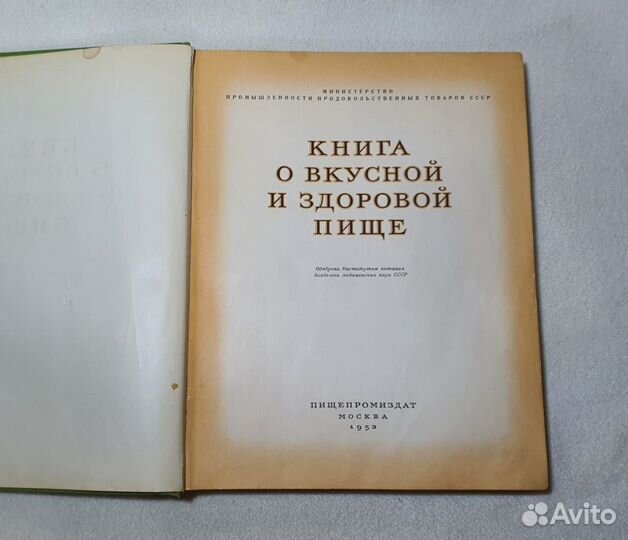 МИНИСТЕРСТВО
ПРОМЫШЛЕННОСТИ ПРОДОВОЛЬСТВЕННЫХ ТОВАРОВ СССР
КНИГА
О ВКУСНОЙ
И ЗДОРОВОЙ
ПИЩЕ
Одобрена Институтом питания
Академии медицинских наук СССР
ПИЩЕПРОМИЗДАТ
МОСКВА
1953
Avito